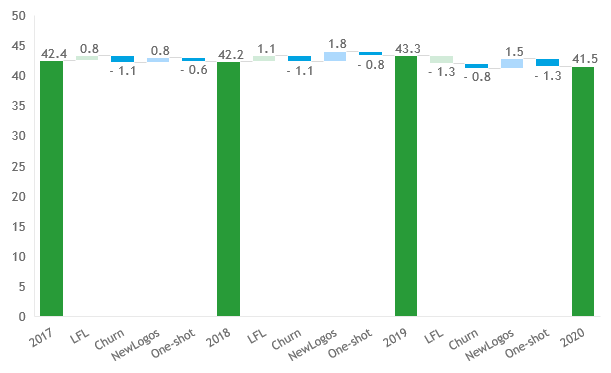 50
45
40
35
30
25
20
15
10
5
0
42.4
0.8
- 1.1
0.8
- 0.6
42.2
1.1
- 1.1
1.8
- 0.8
43.3
- 1.3
- 0.8
1.5
- 1.3
41.5
2017
LFL
Churn
NewLogos
One-shot
2018
LFL
Churn
NewLogos
One-shot
2019
LFL
Churn
NewLogos
One-shot
2020